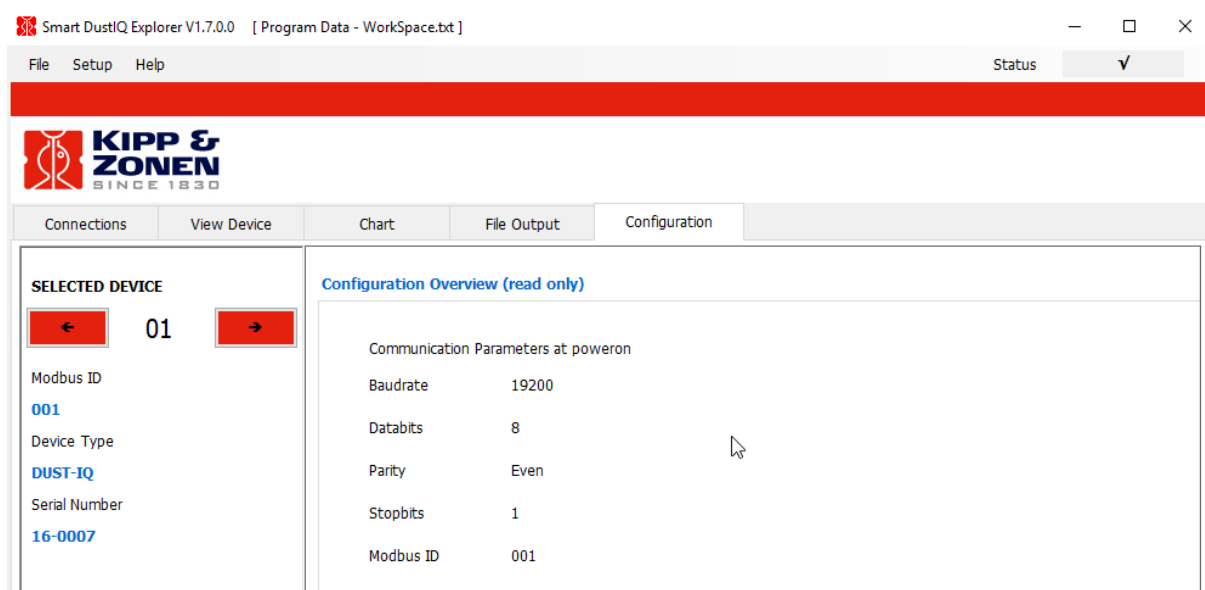 Smart DustIQ Explorer V1.7.0.0 [ Program Data - WorkSpace.txt ]
File Setup Help Status √
KIPP &
ZONEN
SINCE 1830
Connections View Device Chart File Output Configuration
SELECTED DEVICE
01
Modbus ID
001
Device Type
DUST-IQ
Serial Number
16-0007
Configuration Overview (read only)
Communication Parameters at poweron
Baudrate 19200
Databits 8
Parity Even
Stopbits 1
Modbus ID 001